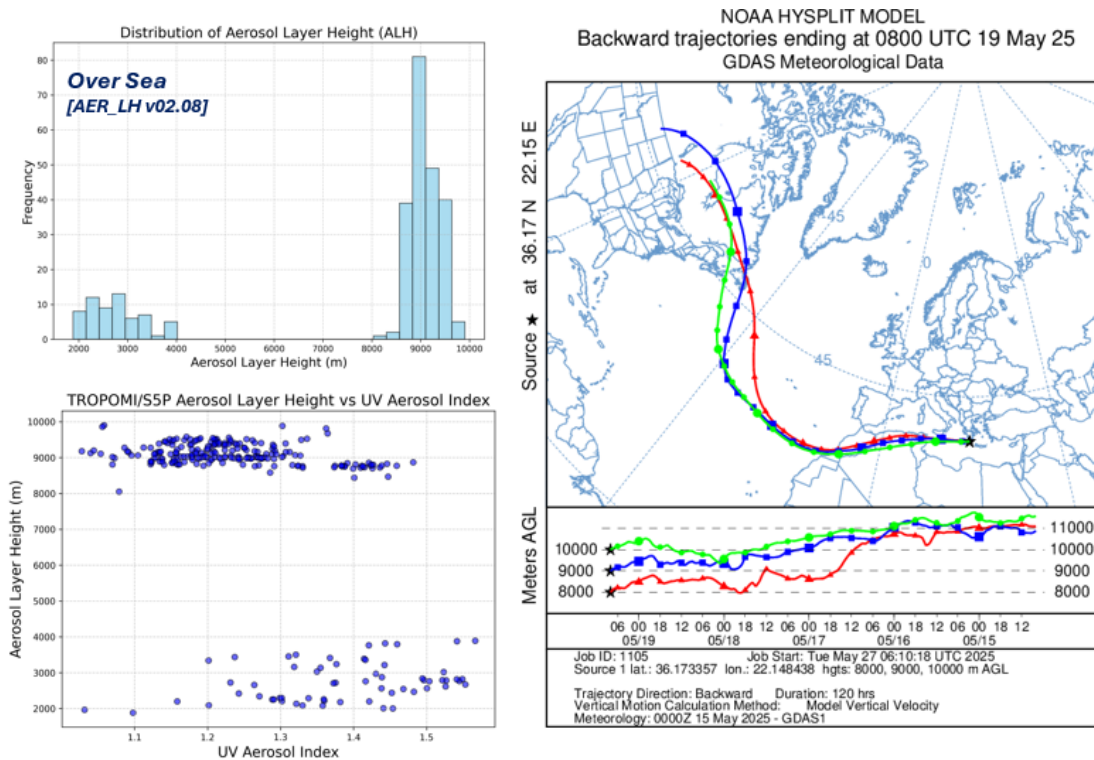 Distribution of Aerosol Layer Height (ALH)
Over Sea
[AER_LH v02.08]
Frequency
80
70
60
50
40
30
20
10
0
2000 3000 4000 5000 6000 7000 8000 9000 10000
Aerosol Layer Height (m)
TROPOMI/S5P Aerosol Layer Height vs UV Aerosol Index
Aerosol Layer Height (m)
10000
9000
8000
7000
6000
5000
4000
3000
2000
1.1 1.2 1.3 1.4 1.5
UV Aerosol Index
NOAA HYSPLIT MODEL
Backward trajectories ending at 0800 UTC 19 May 25
GDAS Meteorological Data
Source ★ at 36.17 N 22.15 E
45
0
45
Meters AGL
10000
9000
8000
11000
10000
9000
8000
06 00 18 12 06 00 18 12 06 00 18 12 06 00 18 12 06 00 18 12
05/19 05/18 05/17 05/16 05/15
Job ID: 1105 Job Start: Tue May 27 06:10:18 UTC 2025
Source 1 lat.: 36.173357 lon.: 22.148438 hgts: 8000, 9000, 10000 m AGL
Trajectory Direction: Backward Duration: 120 hrs
Vertical Motion Calculation Method: Model Vertical Velocity
Meteorology: 0000Z 15 May 2025 - GDAS1